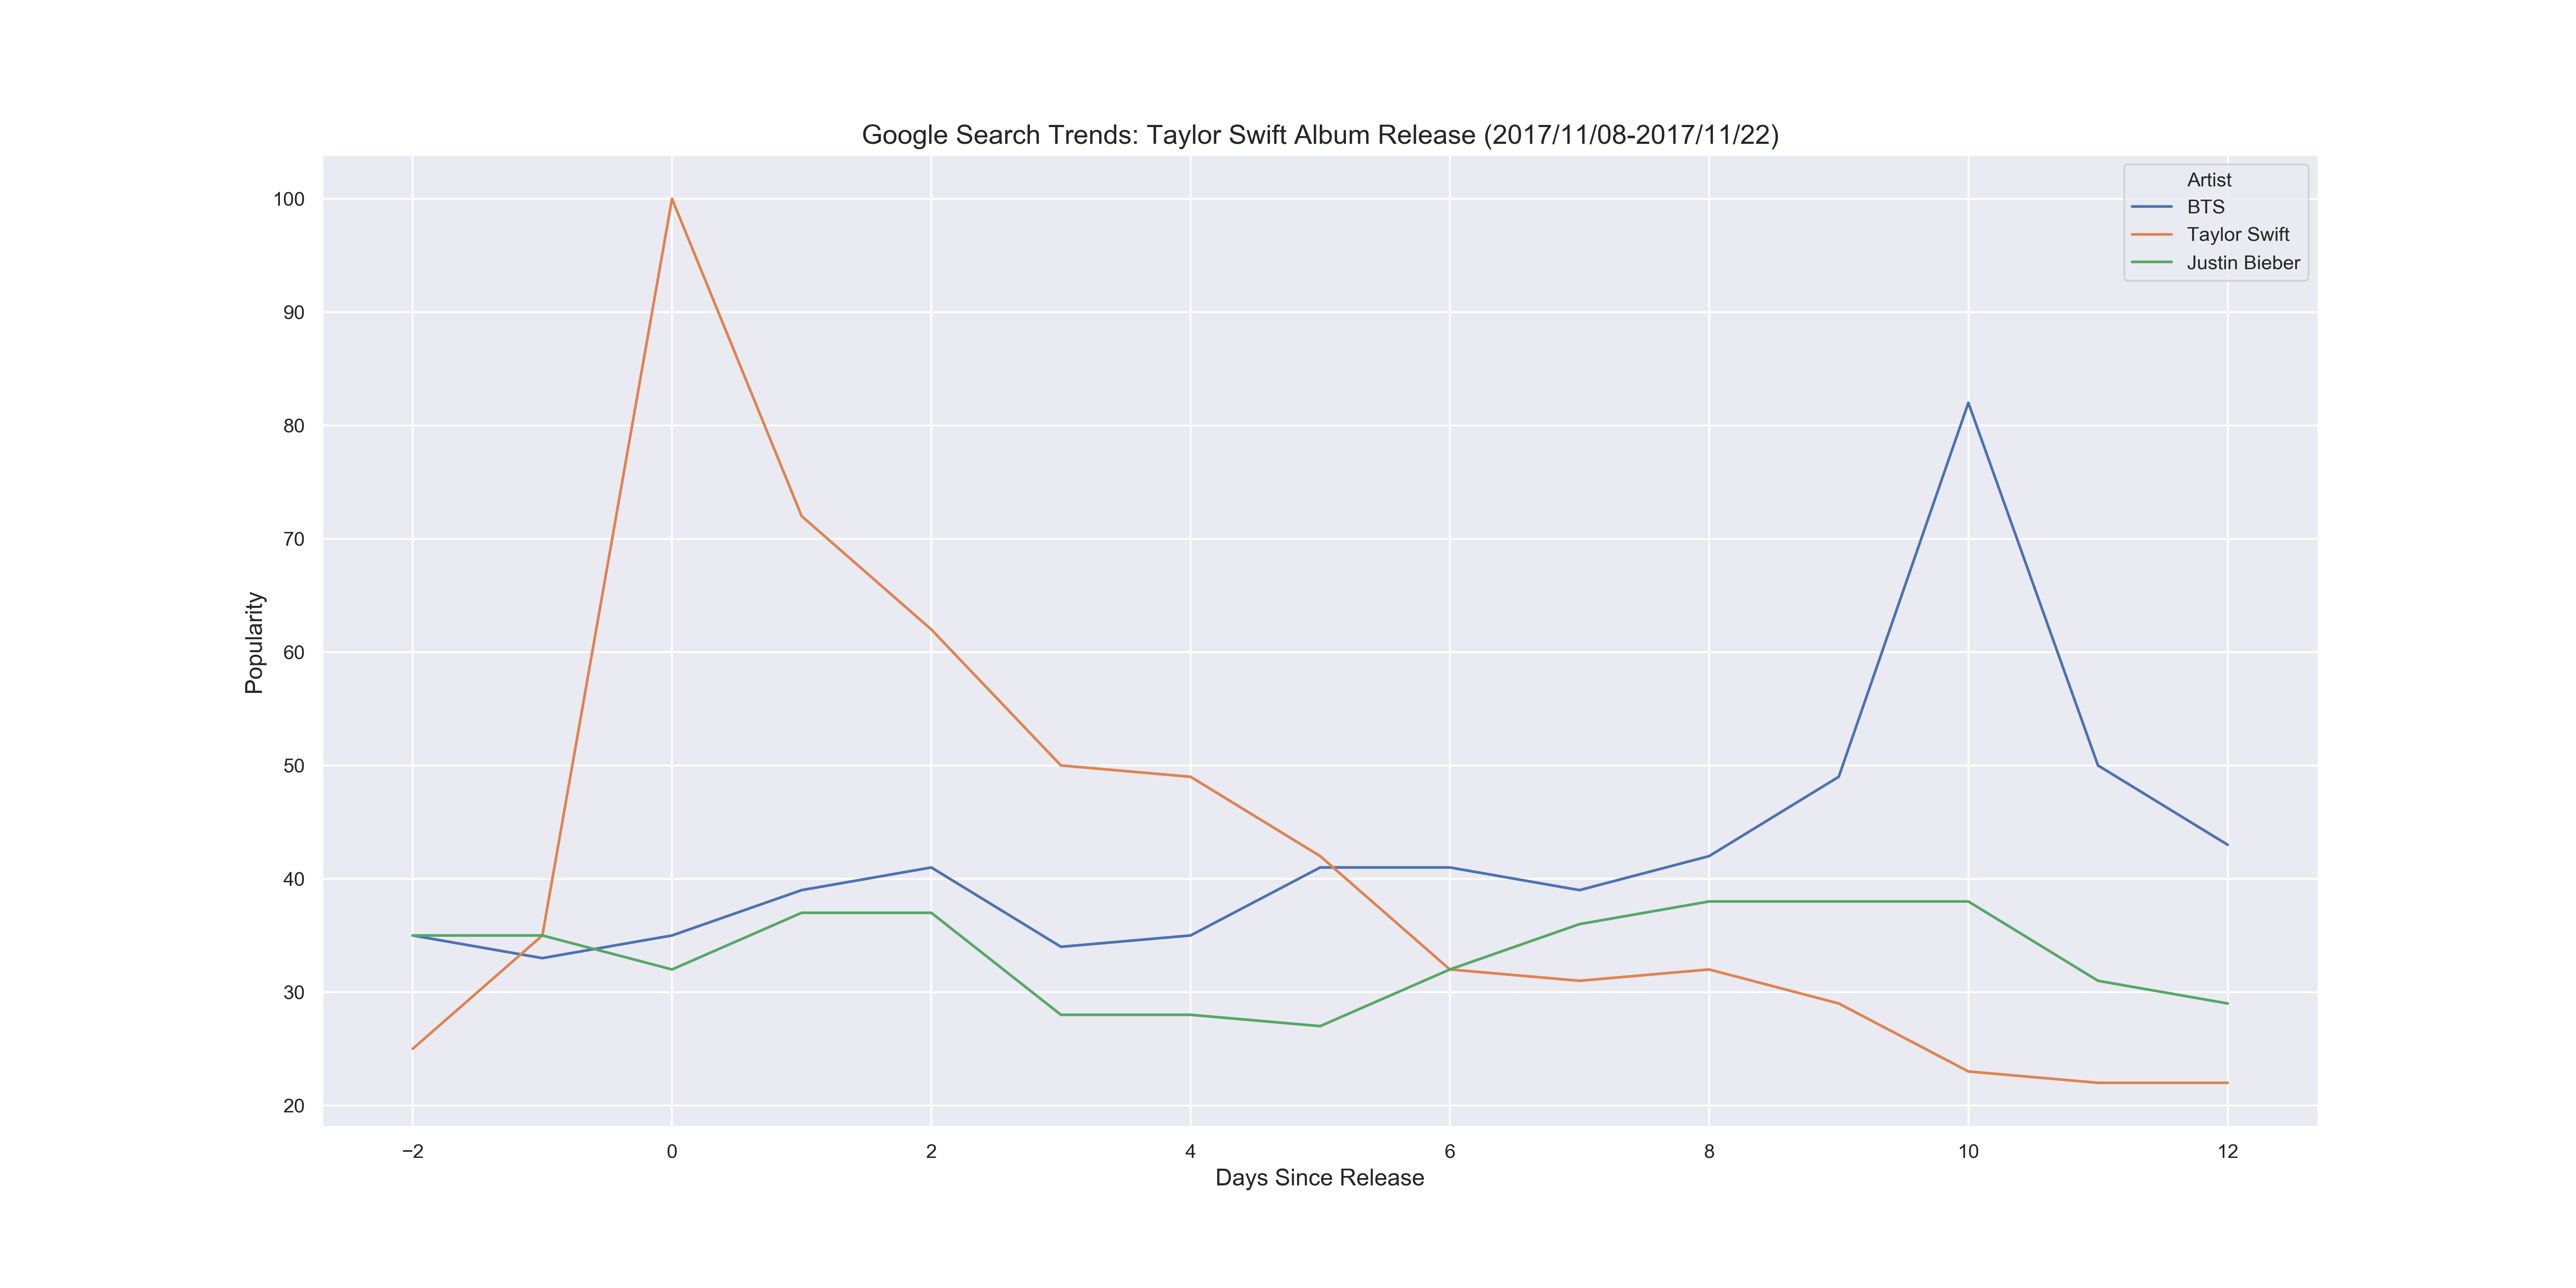 Google Search Trends: Taylor Swift Album Release (2017/11/08-2017/11/22)
Artist
BTS
Taylor Swift
Justin Bieber
Popularity
100
90
80
70
60
50
40
30
20
−2 0 2 4 6 8 10 12
Days Since Release